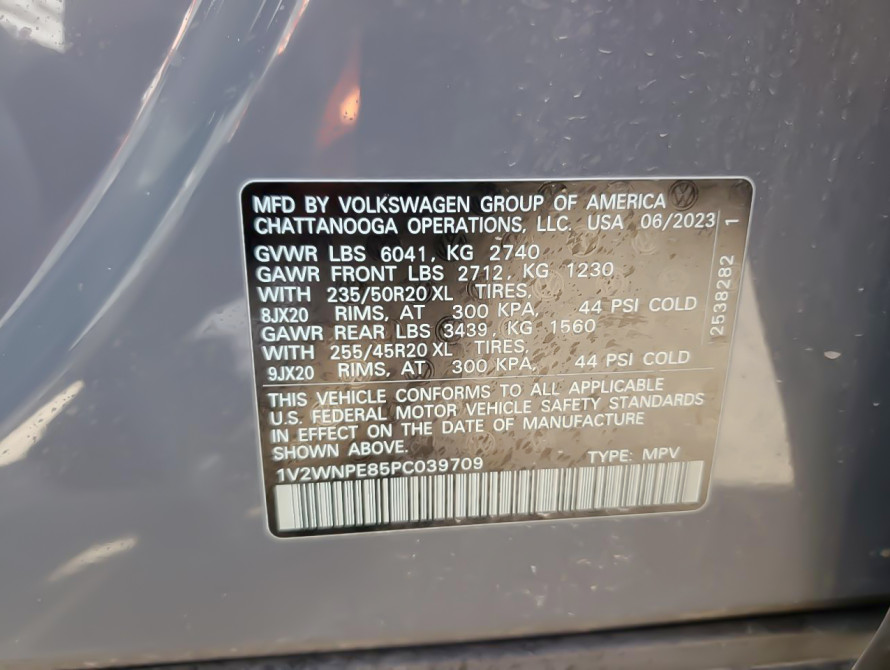 MFD BY VOLKSWAGEN GROUP OF AMERICA
CHATTANOOGA OPERATIONS, LLC. USA 06/2023
GVWR LBS 6041, KG 2740
GAWR FRONT LBS 2712, KG 1230
WITH 235/50R20 XL TIRES,
8JX20 RIMS, AT 300 KPA, 44 PSI COLD
GAWR REAR LBS 3439, KG 1560
WITH 255/45R20 XL TIRES,
9JX20 RIMS, AT 300 KPA, 44 PSI COLD
THIS VEHICLE CONFORMS TO ALL APPLICABLE
U.S. FEDERAL MOTOR VEHICLE SAFETY STANDARDS
IN EFFECT ON THE DATE OF MANUFACTURE
SHOWN ABOVE.
1V2WNPE85PC039709 TYPE: MPV
2538282 1